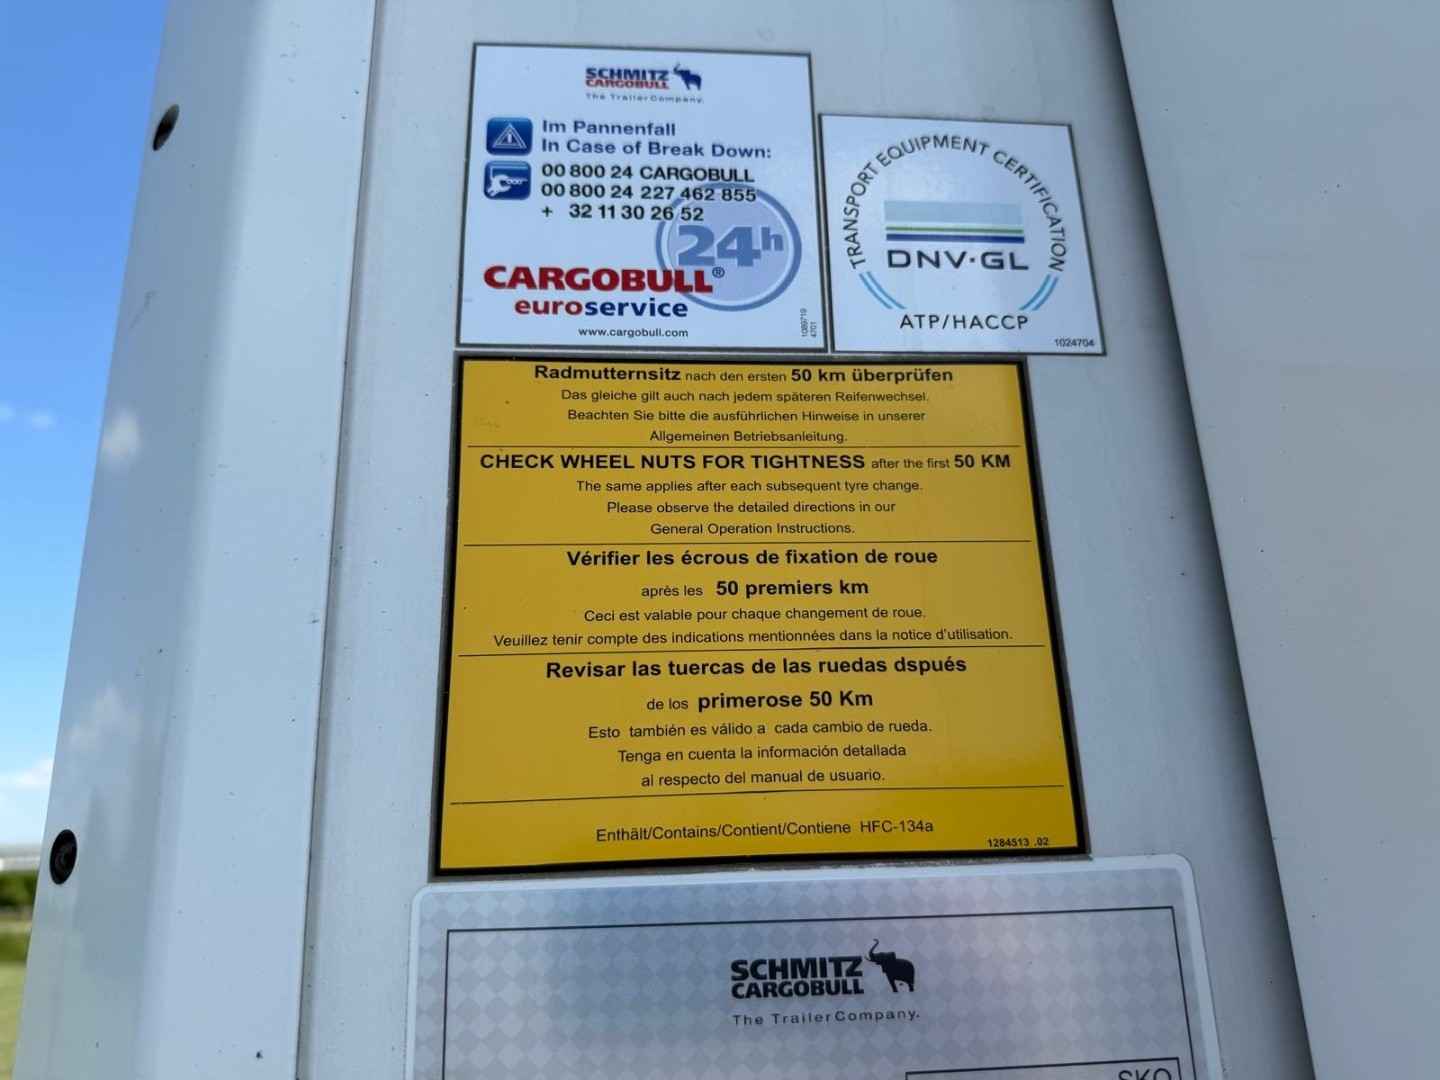 SCHMITZ
CARGOBULL
The TrailerCompany.
Im Pannenfall
In Case of Break Down:
00 800 24 CARGOBULL
00 800 24 227 462 855
+ 32 11 30 26 52
24h
CARGOBULL®
euroservice
www.cargobull.com
1089719
4701
TRANSPORT EQUIPMENT CERTIFICATION
DNV·GL
ATP/HACCP
1024704
Radmutternsitz nach den ersten 50 km überprüfen
Das gleiche gilt auch nach jedem späteren Reifenwechsel.
Beachten Sie bitte die ausführlichen Hinweise in unserer
Allgemeinen Betriebsanleitung.
CHECK WHEEL NUTS FOR TIGHTNESS after the first 50 KM
The same applies after each subsequent tyre change.
Please observe the detailed directions in our
General Operation Instructions.
Vérifier les écrous de fixation de roue
après les 50 premiers km
Ceci est valable pour chaque changement de roue.
Veuillez tenir compte des indications mentionnées dans la notice d'utilisation.
Revisar las tuercas de las ruedas dspués
de los primerose 50 Km
Esto también es válido a cada cambio de rueda.
Tenga en cuenta la información detallada
al respecto del manual de usuario.
Enthält/Contains/Contient/Contiene HFC-134a
1284513 .02
SCHMITZ
CARGOBULL
The TrailerCompany.
SKO